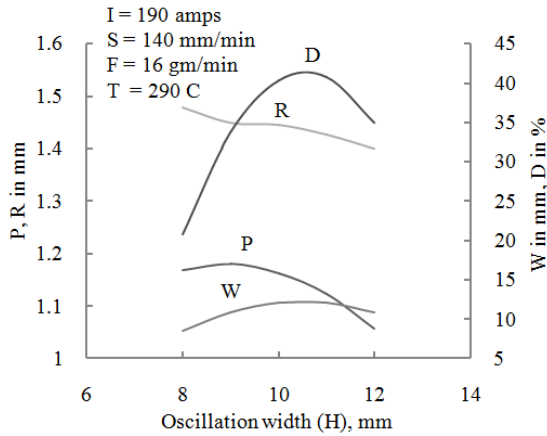 I = 190 amps
S = 140 mm/min
F = 16 gm/min
T = 290 C
1.6
1.5
1.4
1.3
1.2
1.1
1
P, R in mm
45
40
35
30
25
20
15
10
5
W in mm, D in %
D
R
P
W
6
8
10
12
14
Oscillation width (H), mm